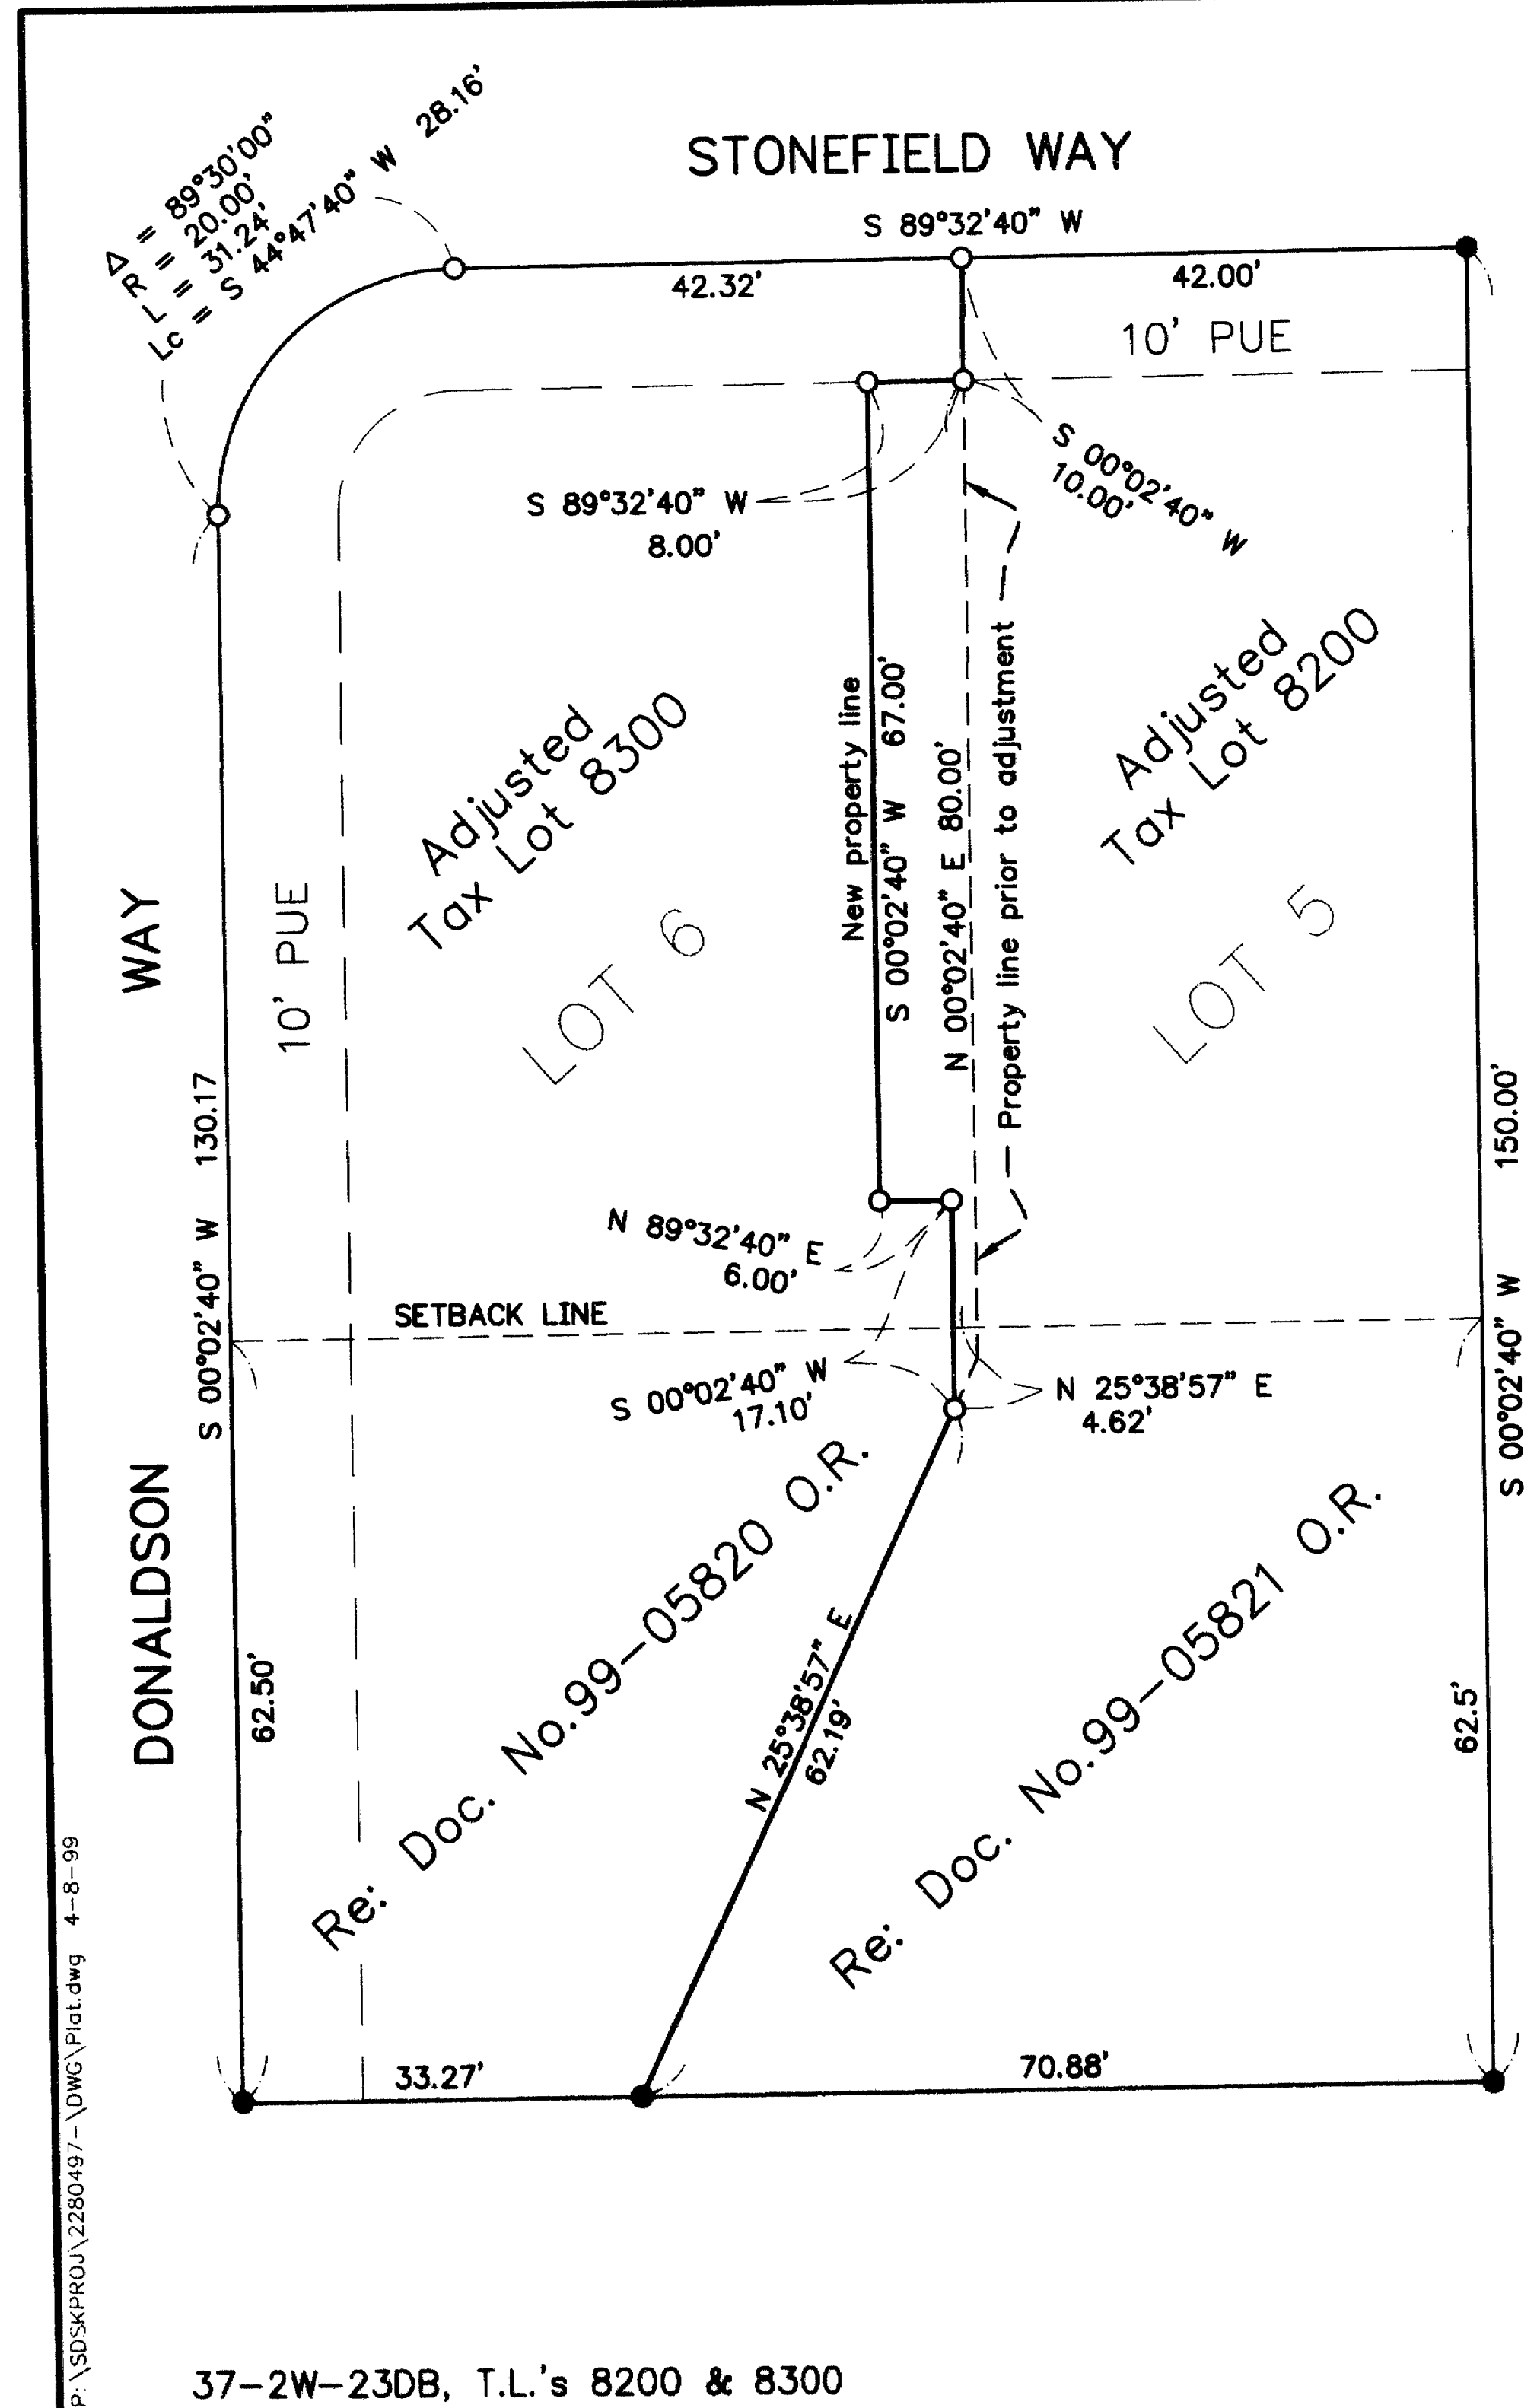 Δ = 89°30'00"
R = 20.00'
L = 31.24'
Lc = S 44°47'40" W 28.16'
STONEFIELD WAY
S 89°32'40" W
42.32'
42.00'
10' PUE
S 89°32'40" W
8.00'
S 00°02'40" W
10.00'
Adjusted
Tax Lot 8300
LOT 6
New property line
S 00°02'40" W 67.00'
N 00°02'40" E 80.00'
Property line prior to adjustment
Adjusted
Tax Lot 8200
LOT 5
10' PUE
DONALDSON WAY
S 00°02'40" W 130.17
S 00°02'40" W 150.00'
N 89°32'40" E
6.00'
SETBACK LINE
S 00°02'40" W
17.10'
N 25°38'57" E
4.62'
Re: Doc. No.99-05820 O.R.
N 25°38'57" E
62.19'
Re: Doc. No.99-05821 O.R.
62.50'
62.5'
33.27'
70.88'
P:\SDSKPROJ\2280497-\DWG\Plat.dwg 4-8-99
37-2W-23DB, T.L.'s 8200 & 8300